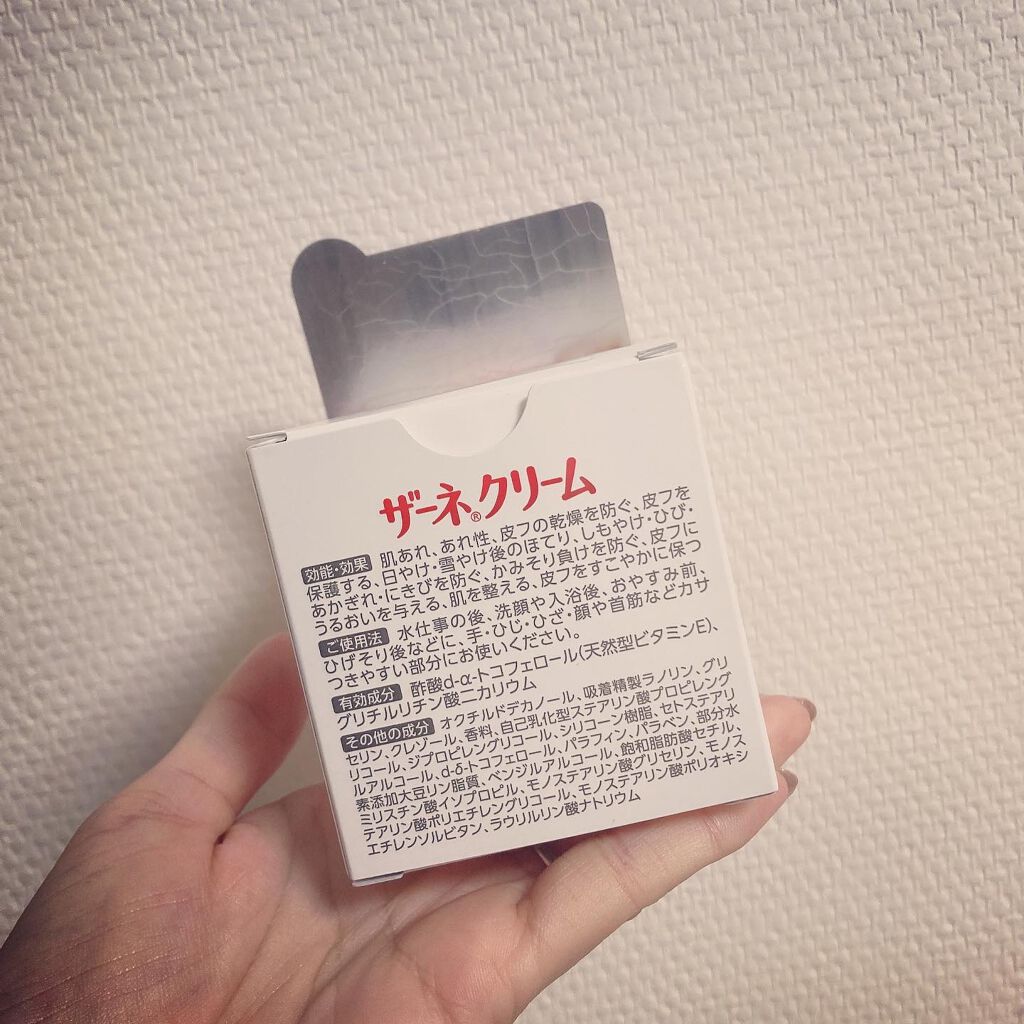 ザーネ®クリーム
効能・効果 肌あれ、あれ性、皮フの乾燥を防ぐ、皮フを
保護する、日やけ・雪やけ後のほてり、しもやけ・ひび・
あかぎれ・にきびを防ぐ、かみそり負けを防ぐ、皮フに
うるおいを与える、肌を整える、皮フをすこやかに保つ
ご使用法 水仕事の後、洗顔や入浴後、おやすみ前、
ひげそり後などに、手・ひじ・ひざ・顔や首筋などカサ
つきやすい部分にお使いください。
有効成分 酢酸d-α-トコフェロール(天然型ビタミンE)、
グリチルリチン酸二カリウム
その他の成分 オクチルドデカノール、吸着精製ラノリン、グリ
セリン、クレゾール、香料、自己乳化型ステアリン酸プロピレング
リコール、ジプロピレングリコール、シリコーン樹脂、セトステアリ
ルアルコール、d-δ-トコフェロール、パラフィン、パラベン、部分水
素添加大豆リン脂質、ベンジルアルコール、飽和脂肪酸セチル、
ミリスチン酸イソプロピル、モノステアリン酸グリセリン、モノス
テアリン酸ポリエチレングリコール、モノステアリン酸ポリオキシ
エチレンソルビタン、ラウリルリン酸ナトリウム